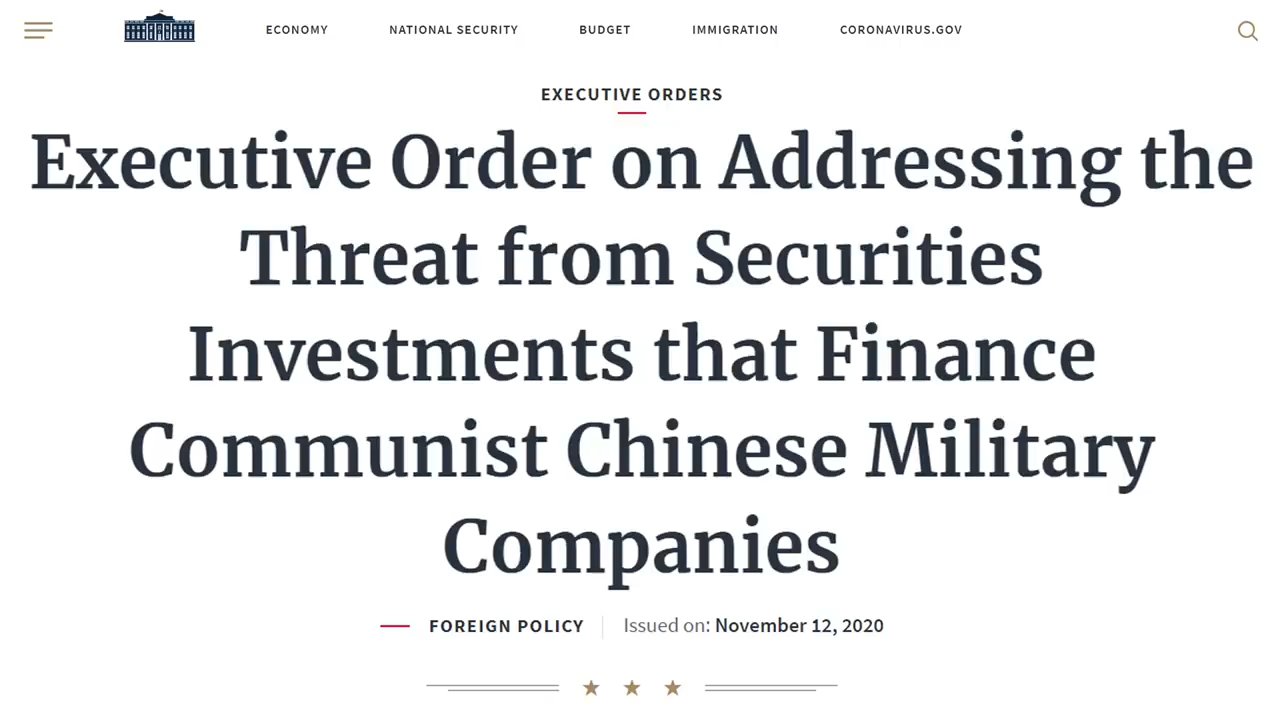 ECONOMY NATIONAL SECURITY BUDGET IMMIGRATION CORONAVIRUS.GOV
EXECUTIVE ORDERS
Executive Order on Addressing the
Threat from Securities
Investments that Finance
Communist Chinese Military
Companies
FOREIGN POLICY Issued on: November 12, 2020